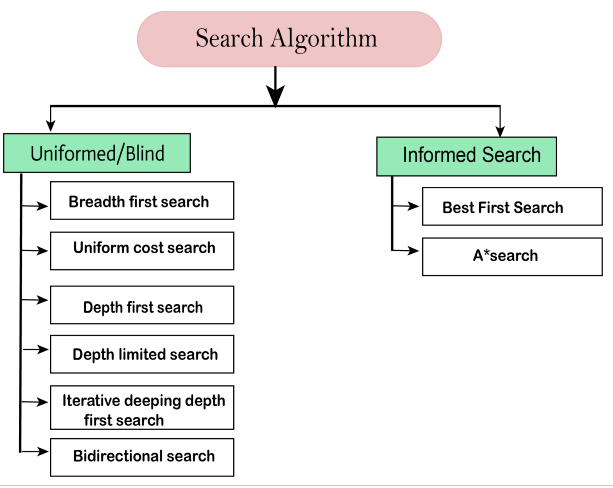 Search Algorithm
Uniformed/Blind
Breadth first search
Uniform cost search
Depth first search
Depth limited search
Iterative deeping depth
first search
Bidirectional search
Informed Search
Best First Search
A*search